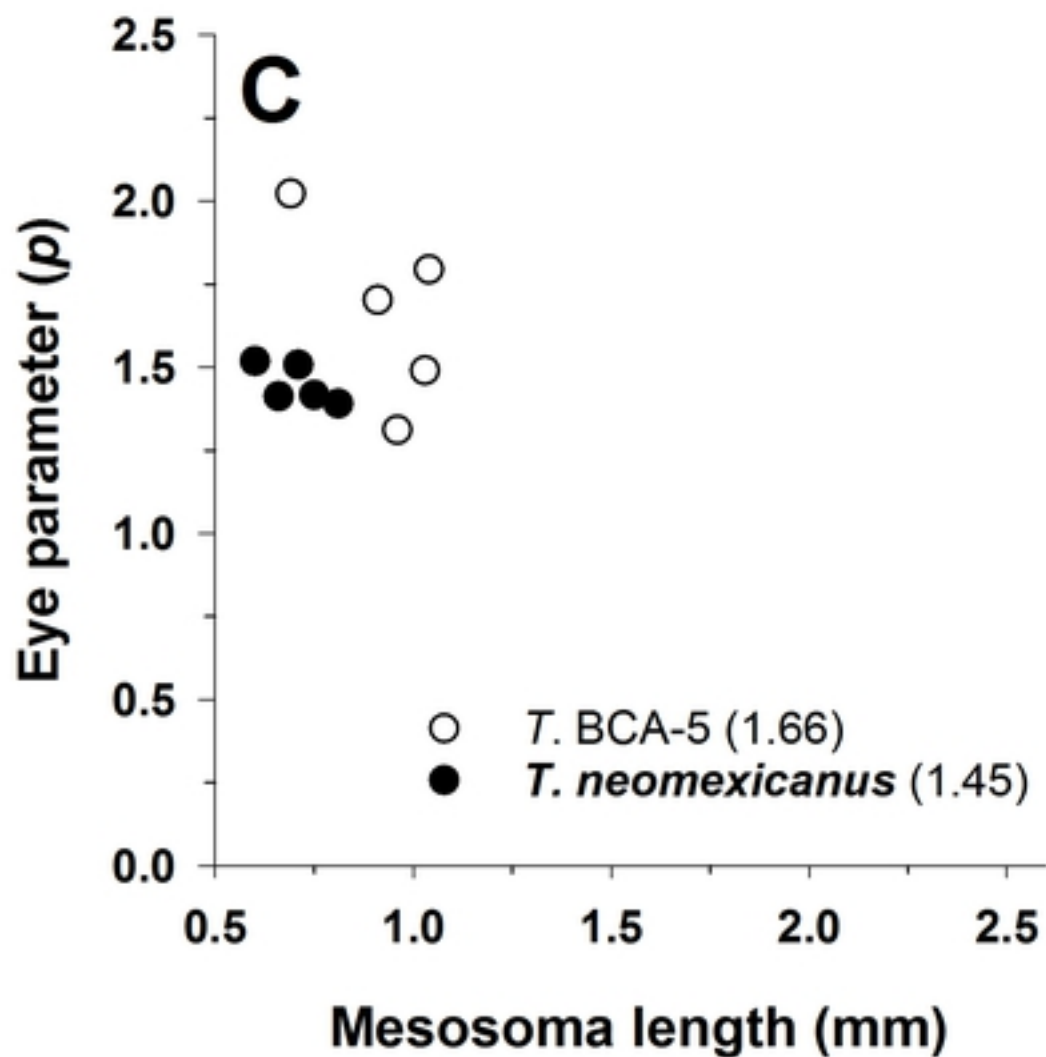 C
Eye parameter (p)
2.5
2.0
1.5
1.0
0.5
0.0
T. BCA-5 (1.66)
T. neomexicanus (1.45)
0.5 1.0 1.5 2.0 2.5
Mesosoma length (mm)